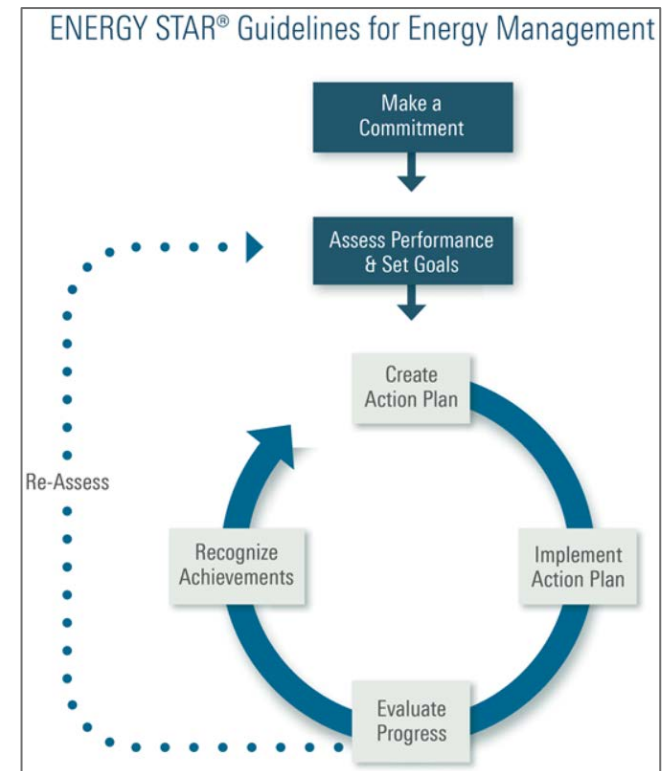 ENERGY STAR® Guidelines for Energy Management
Make a
Commitment
Assess Performance
& Set Goals
Create
Action Plan
Re-Assess
Recognize
Achievements
Implement
Action Plan
Evaluate
Progress